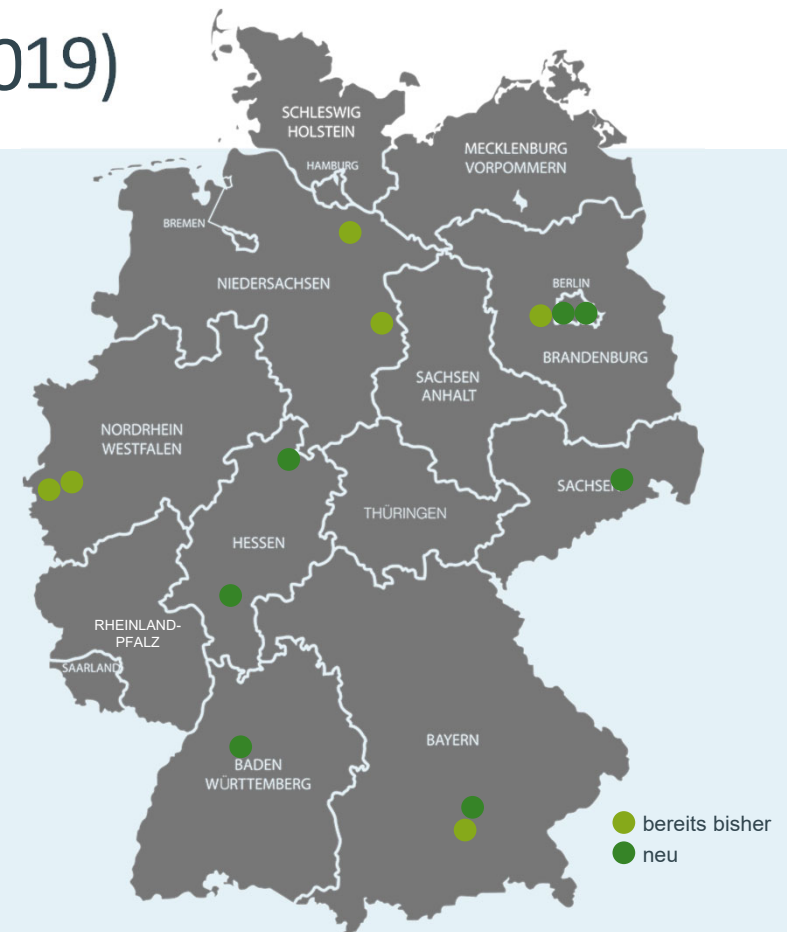 019)
SCHLESWIG
HOLSTEIN
MECKLENBURG
VORPOMMERN
HAMBURG
BREMEN
NIEDERSACHSEN
BERLIN
BRANDENBURG
SACHSEN
ANHALT
NORDRHEIN
WESTFALEN
SACHSEN
THÜRINGEN
HESSEN
RHEINLAND-
PFALZ
SAARLAND
BAYERN
BADEN
WÜRTTEMBERG
bereits bisher
neu